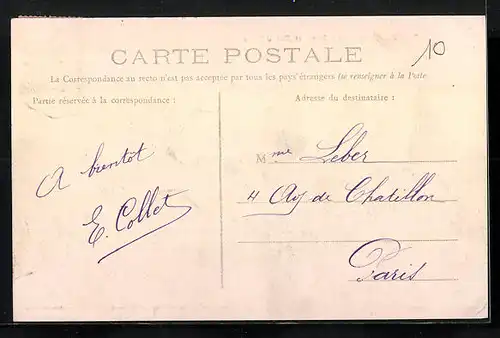 CARTE POSTALE
10
La Correspondance au recto n'est pas acceptée par tous les pays étrangers (se renseigner à la Poste
Partie réservée à la correspondance :
Adresse du destinataire :
A bientôt
E. Collet
Mme Leber
4 Av de Chatillon
Paris